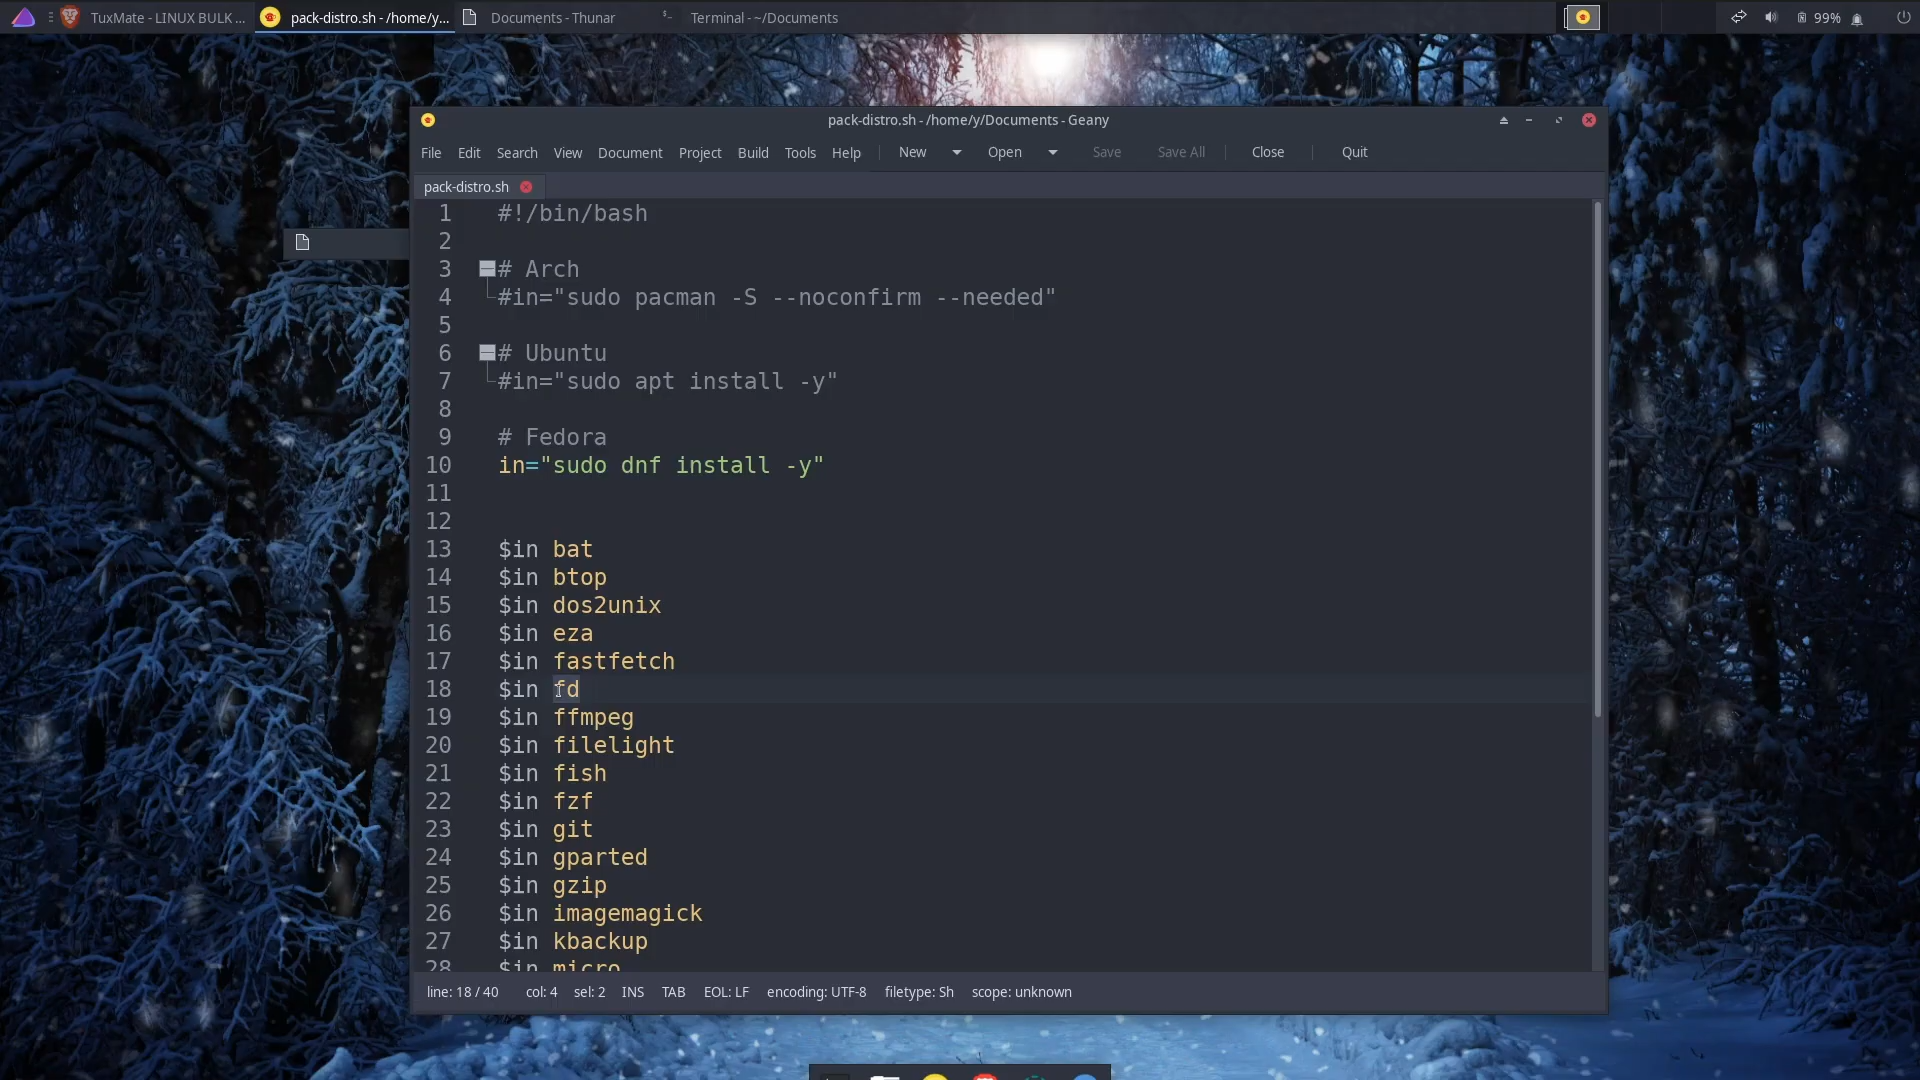 TuxMate - LINUX BULK ...
pack-distro.sh - /home/y...
Documents - Thunar
Terminal - ~/Documents
99%
pack-distro.sh - /home/y/Documents - Geany
File Edit Search View Document Project Build Tools Help New Open Save Save All Close Quit
pack-distro.sh
1 #!/bin/bash
2
3 # Arch
4 #in="sudo pacman -S --noconfirm --needed"
5
6 # Ubuntu
7 #in="sudo apt install -y"
8
9 # Fedora
10 in="sudo dnf install -y"
11
12
13 $in bat
14 $in btop
15 $in dos2unix
16 $in eza
17 $in fastfetch
18 $in fd
19 $in ffmpeg
20 $in filelight
21 $in fish
22 $in fzf
23 $in git
24 $in gparted
25 $in gzip
26 $in imagemagick
27 $in kbackup
28 $in micro
line: 18 / 40 col: 4 sel: 2 INS TAB EOL: LF encoding: UTF-8 filetype: Sh scope: unknown